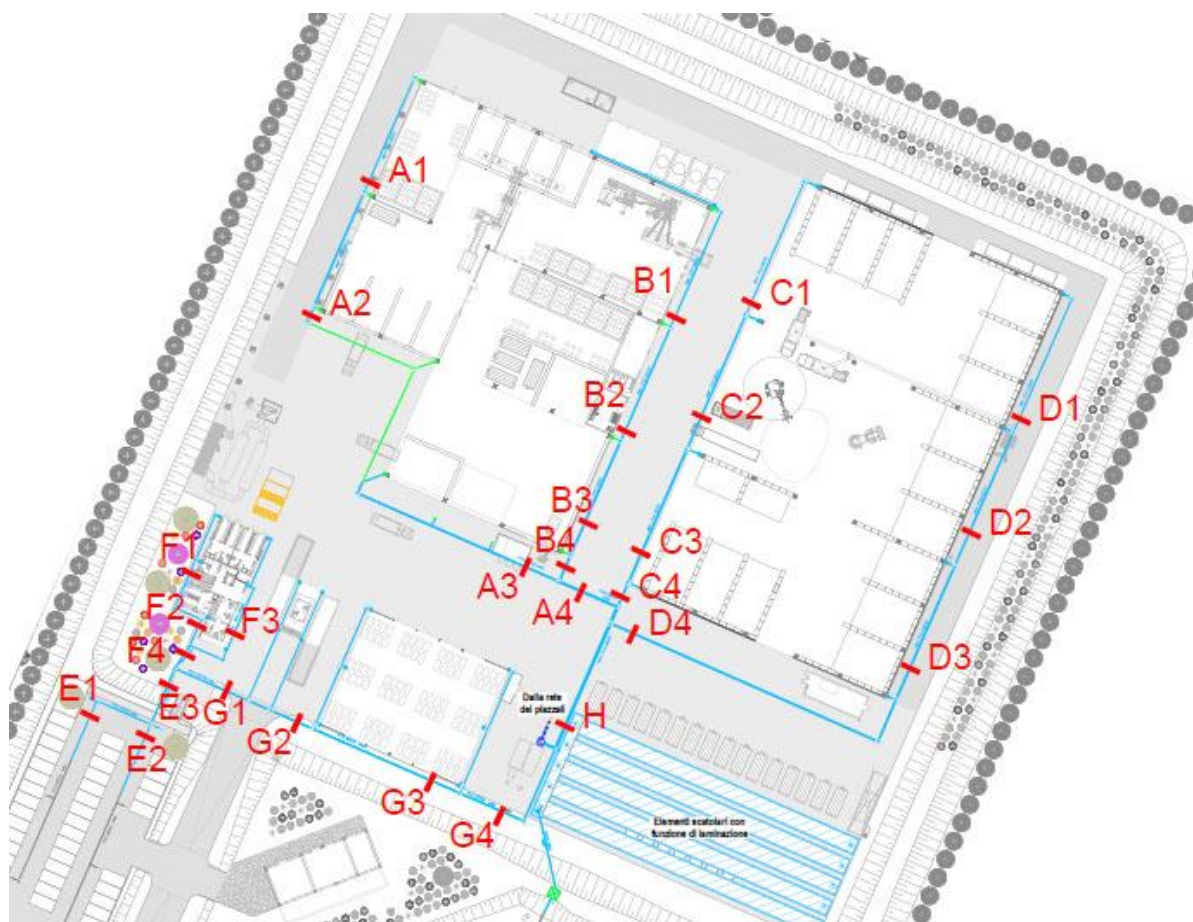 A1
A2
B1
C1
B2
C2
D1
B3
D2
B4
C3
F1
A3
C4
A4
F2
F3
D4
F4
D3
E1
E3
G1
Dalla rete
dei piazzali
H
E2
G2
G3
G4
Elementi scatolari con
funzione di laminazione